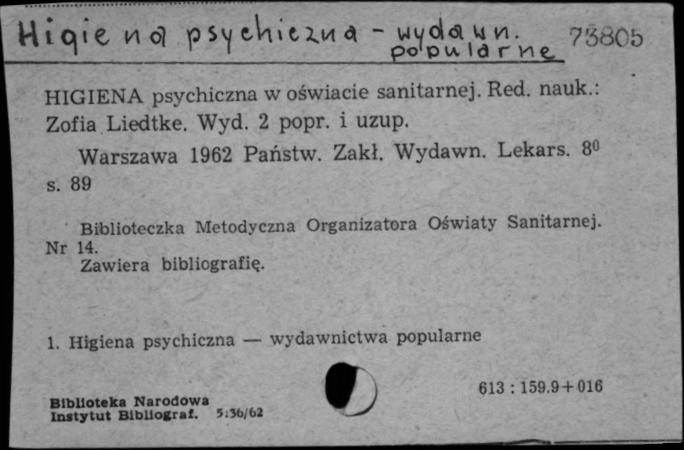 Higiena psychiczna - wydawn. 73805
popularne
HIGIENA psychiczna w oświacie sanitarnej. Red. nauk.:
Zofia Liedtke. Wyd. 2 popr. i uzup.
Warszawa 1962 Państw. Zakł. Wydawn. Lekars. 8⁰
s. 89
Biblioteczka Metodyczna Organizatora Oświaty Sanitarnej.
Nr 14.
Zawiera bibliografię.
1. Higiena psychiczna — wydawnictwa popularne
613 : 159.9 + 016
Biblioteka Narodowa
Instytut Bibliograf. 5:36/62